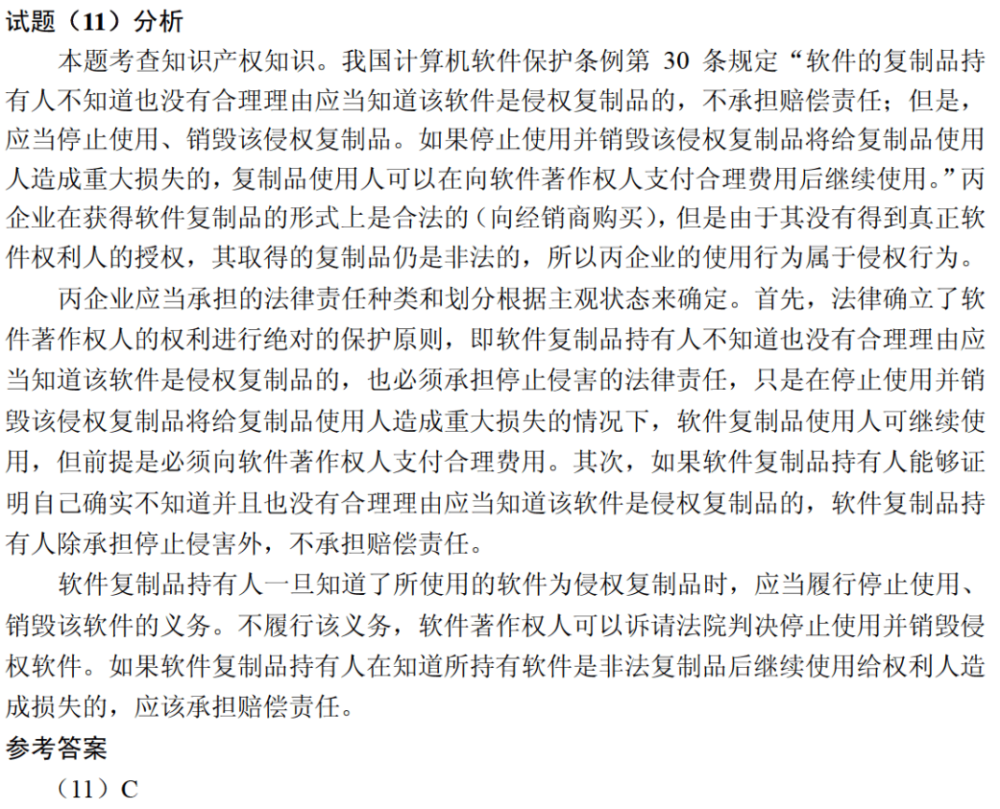 试题（11）分析
本题考查知识产权知识。我国计算机软件保护条例第 30 条规定“软件的复制品持
有人不知道也没有合理理由应当知道该软件是侵权复制品的，不承担赔偿责任；但是，
应当停止使用、销毁该侵权复制品。如果停止使用并销毁该侵权复制品将给复制品使用
人造成重大损失的，复制品使用人可以在向软件著作权人支付合理费用后继续使用。”丙
企业在获得软件复制品的形式上是合法的（向经销商购买），但是由于其没有得到真正软
件权利人的授权，其取得的复制品仍是非法的，所以丙企业的使用行为属于侵权行为。
丙企业应当承担的法律责任种类和划分根据主观状态来确定。首先，法律确立了软
件著作权人的权利进行绝对的保护原则，即软件复制品持有人不知道也没有合理理由应
当知道该软件是侵权复制品的，也必须承担停止侵害的法律责任，只是在停止使用并销
毁该侵权复制品将给复制品使用人造成重大损失的情况下，软件复制品使用人可继续使
用，但前提是必须向软件著作权人支付合理费用。其次，如果软件复制品持有人能够证
明自己确实不知道并且也没有合理理由应当知道该软件是侵权复制品的，软件复制品持
有人除承担停止侵害外，不承担赔偿责任。
软件复制品持有人一旦知道了所使用的软件为侵权复制品时，应当履行停止使用、
销毁该软件的义务。不履行该义务，软件著作权人可以诉请法院判决停止使用并销毁侵
权软件。如果软件复制品持有人在知道所持有软件是非法复制品后继续使用给权利人造
成损失的，应该承担赔偿责任。
参考答案
（11）C